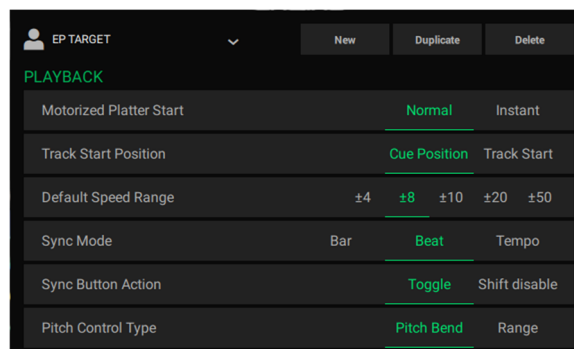 EP TARGET New Duplicate Delete
PLAYBACK
Motorized Platter Start Normal Instant
Track Start Position Cue Position Track Start
Default Speed Range ±4 ±8 ±10 ±20 ±50
Sync Mode Bar Beat Tempo
Sync Button Action Toggle Shift disable
Pitch Control Type Pitch Bend Range